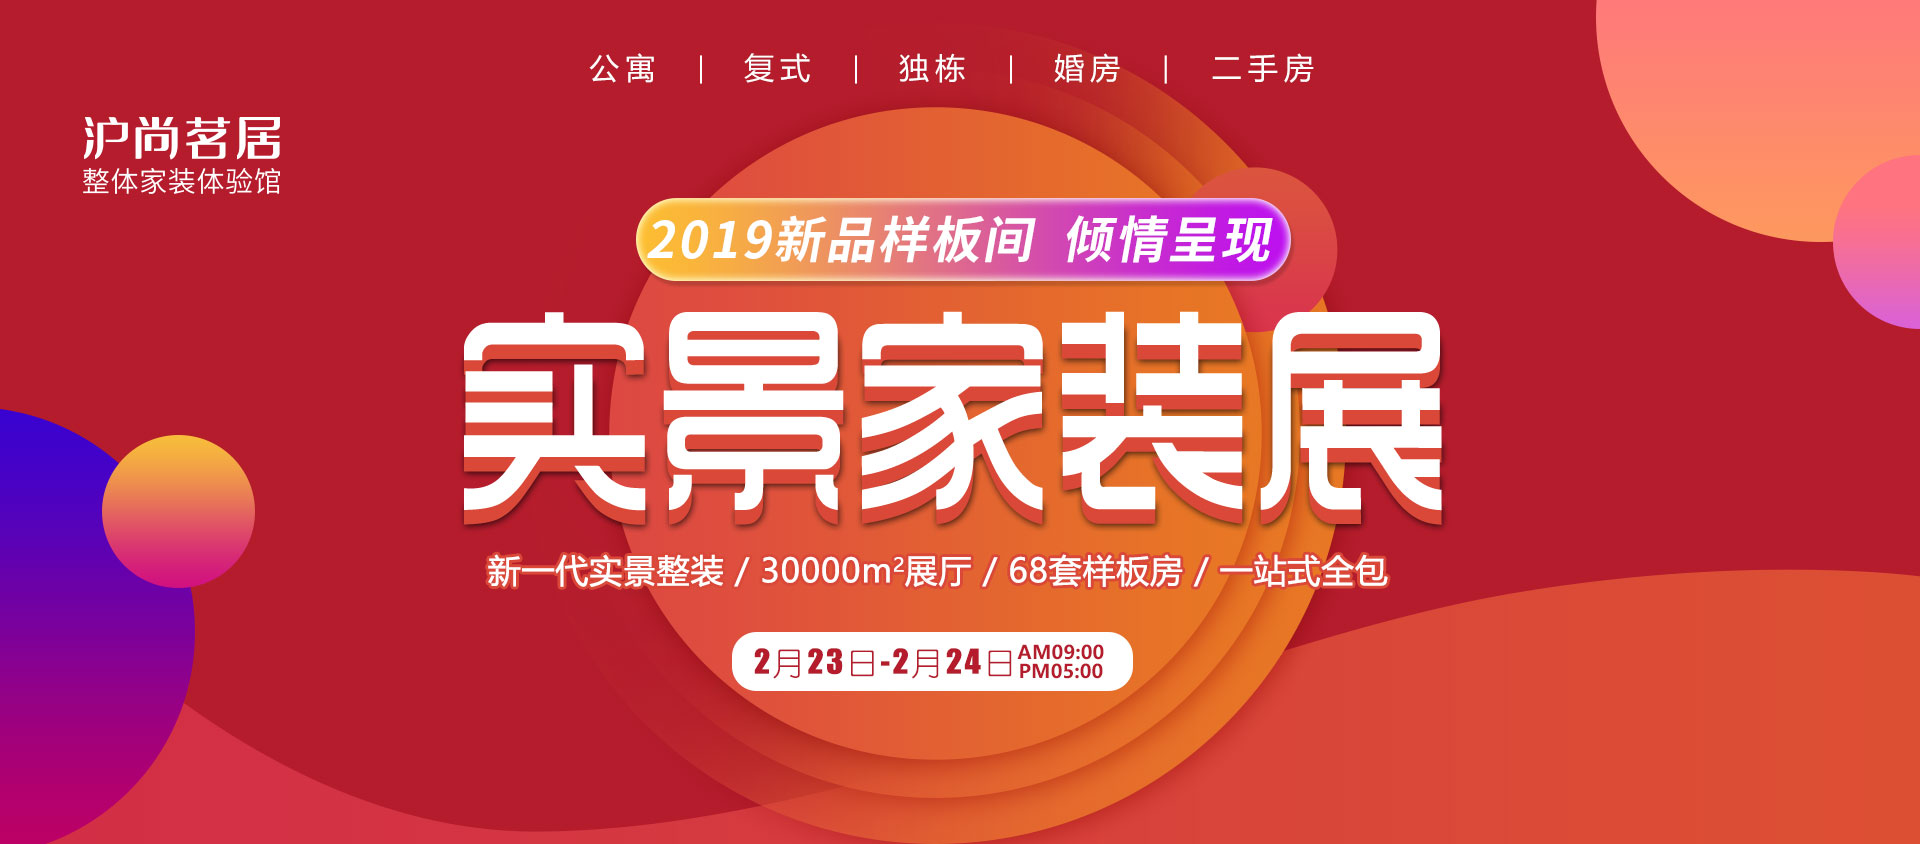 公寓 | 复式 | 独栋 | 婚房 | 二手房
沪尚茗居
整体家装体验馆
2019新品样板间 倾情呈现
实景家装展
新一代实景整装 / 30000m²展厅 / 68套样板房 / 一站式全包
2月23日-2月24日 AM09:00
PM05:00